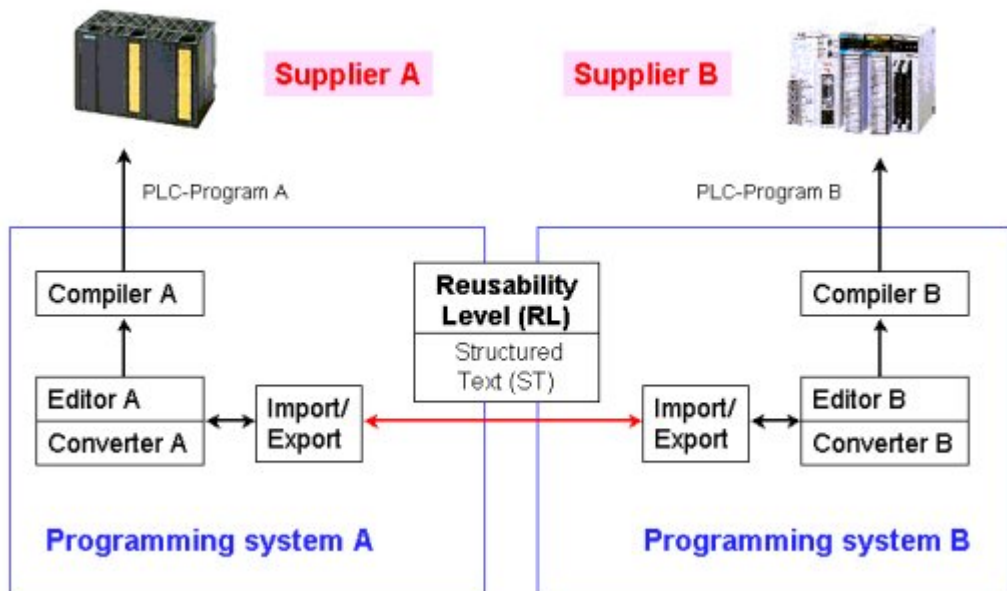 Supplier A
Supplier B
PLC-Program A
PLC-Program B
Compiler A
Reusability
Level (RL)
Structured
Text (ST)
Compiler B
Editor A
Converter A
Import/
Export
Import/
Export
Editor B
Converter B
Programming system A
Programming system B